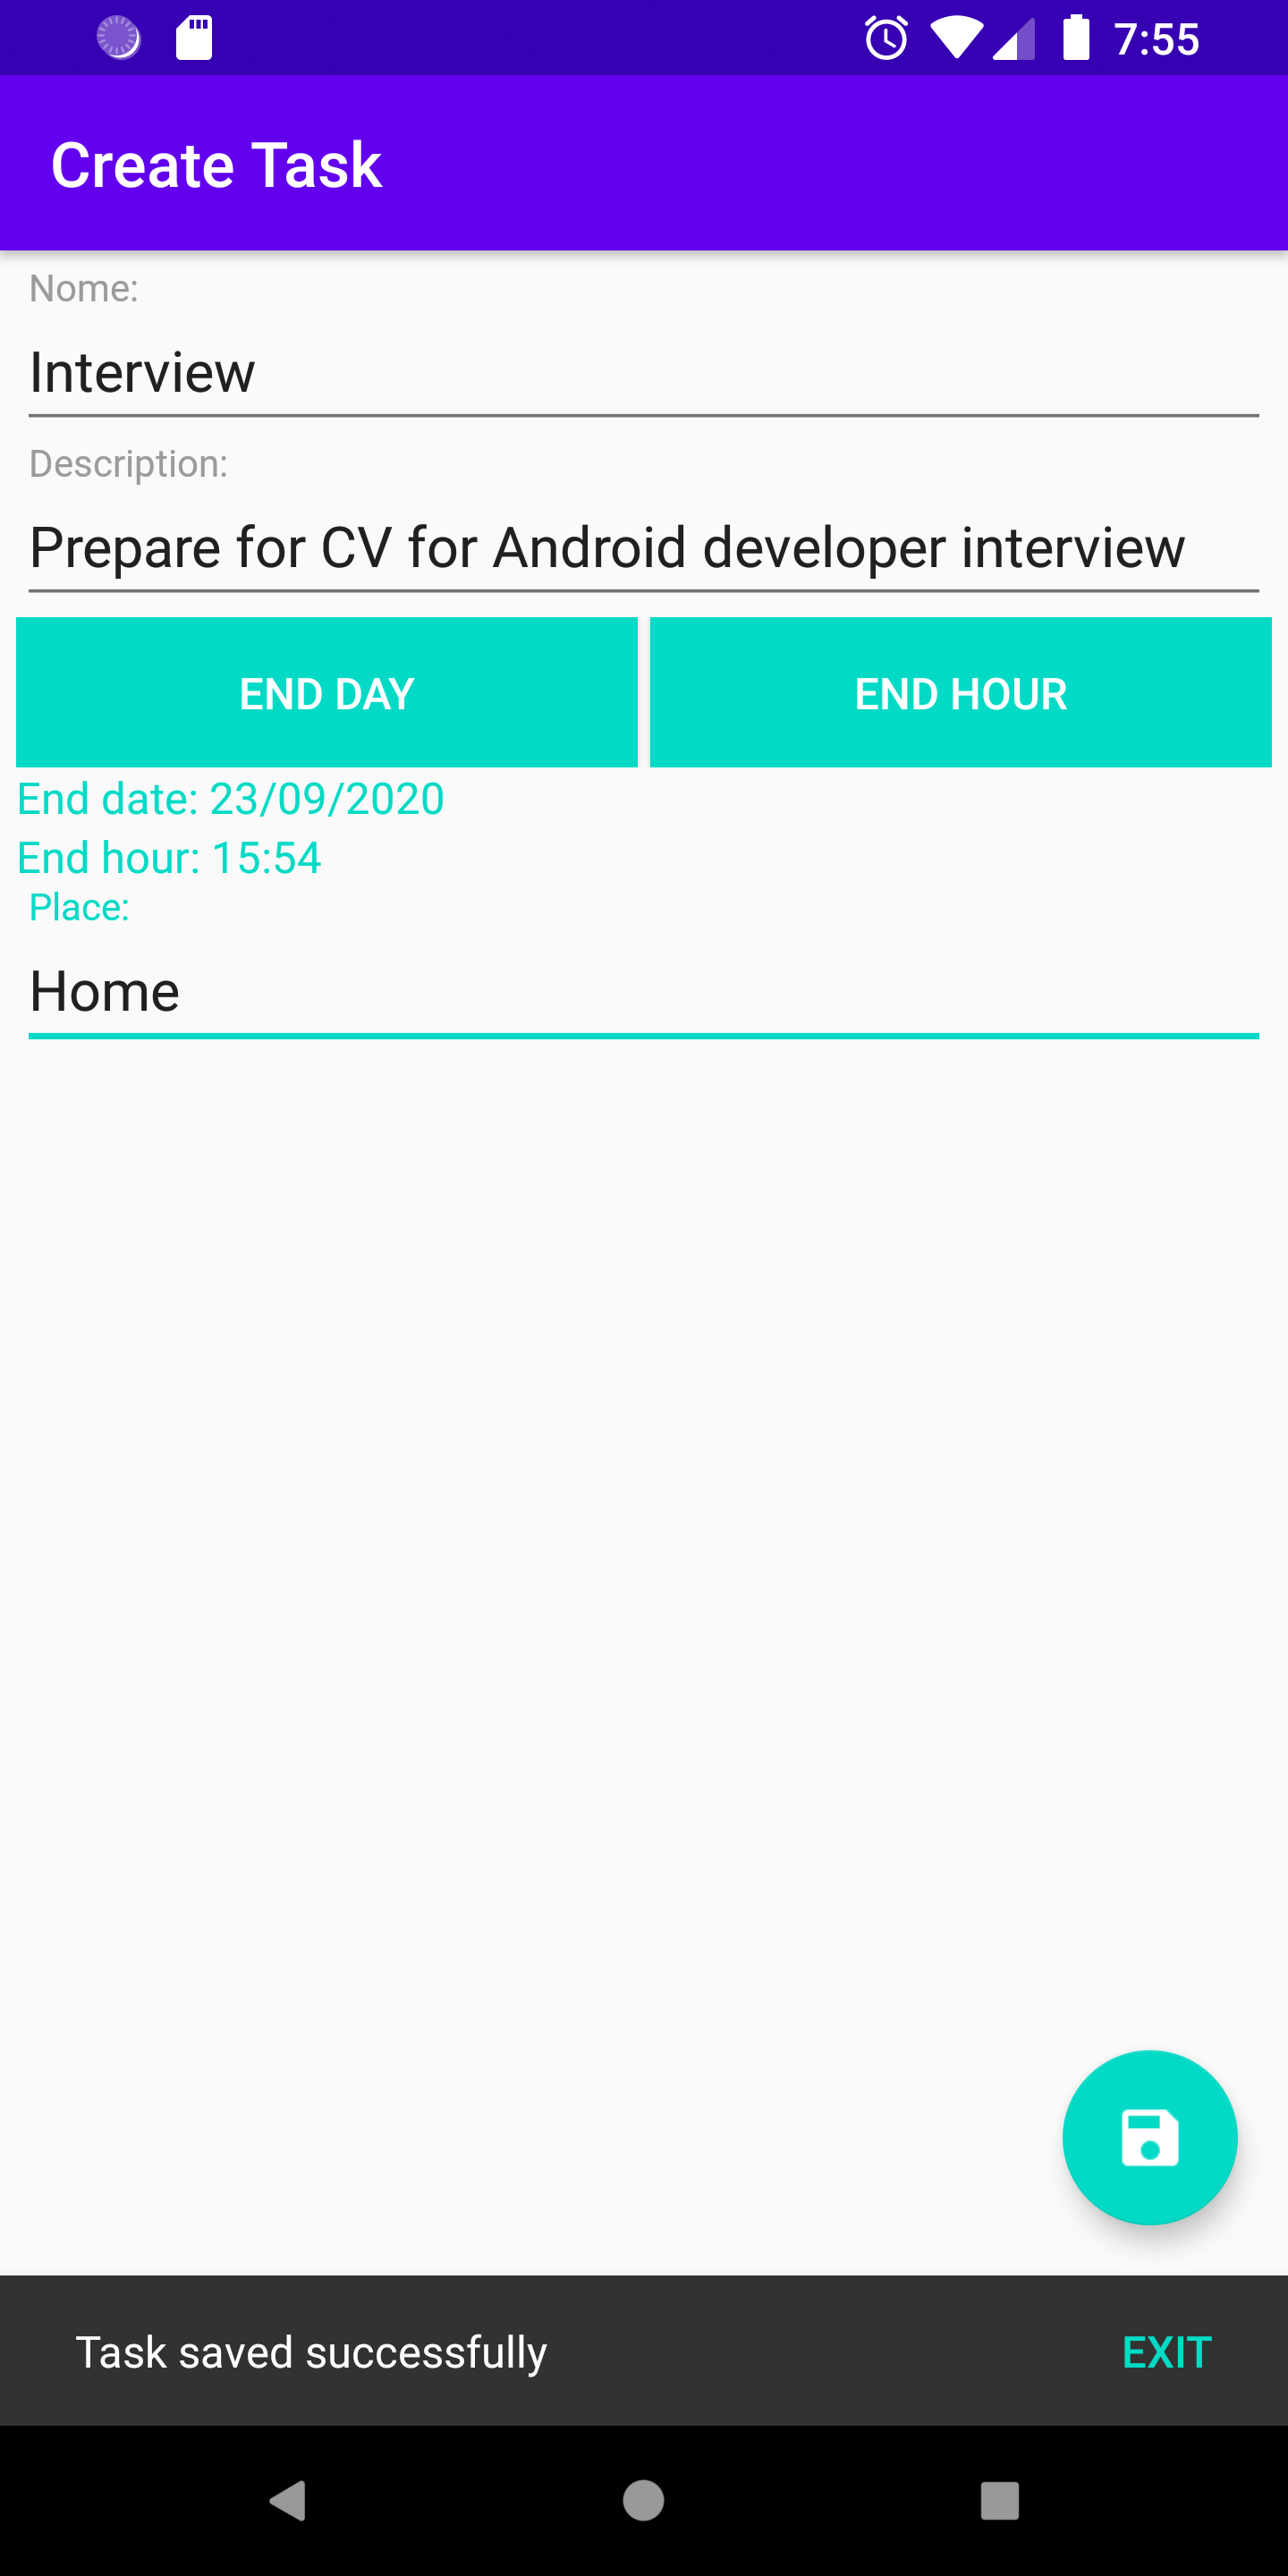 7:55
Create Task
Nome:
Interview
Description:
Prepare for CV for Android developer interview
END DAY END HOUR
End date: 23/09/2020
End hour: 15:54
Place:
Home
Task saved successfully EXIT